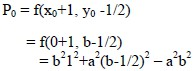 P₀ = f(x₀+1, y₀ -1/2)
= f(0+1, b-1/2)
= b²1²+a²(b-1/2)² – a²b²